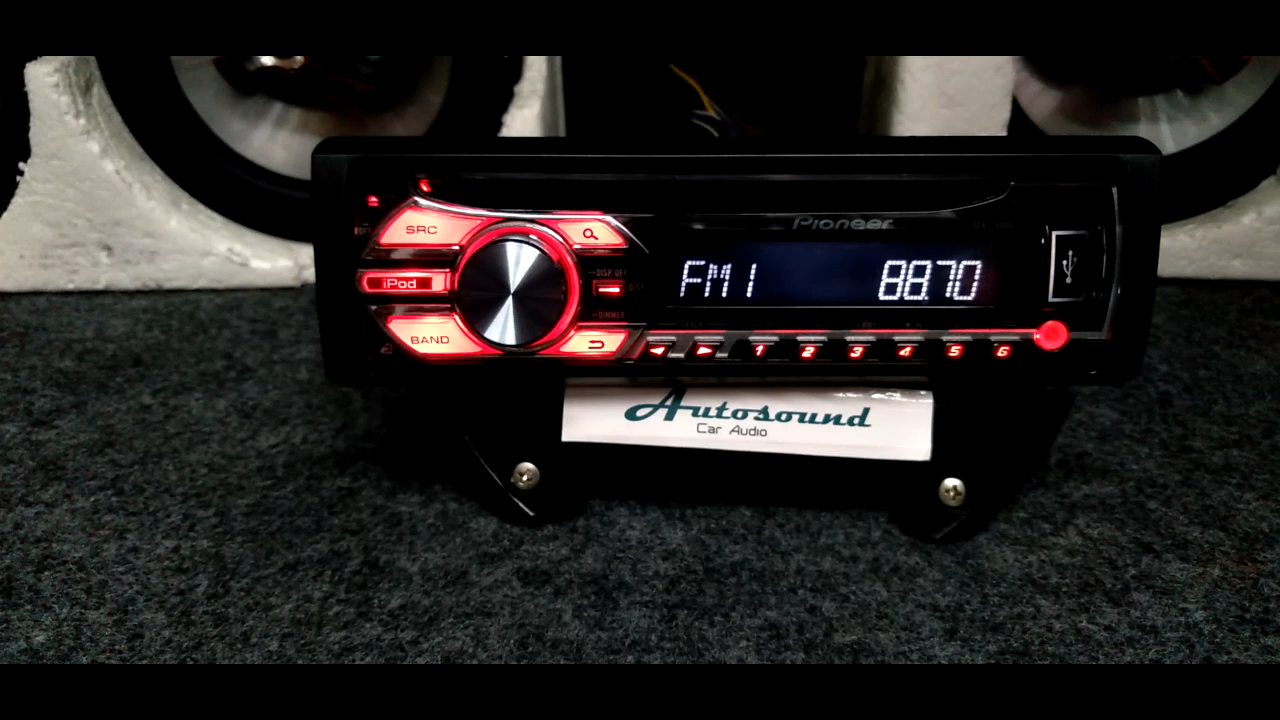 Pioneer
SRC
iPod
DISP OFF
FM1 88.70
DIMMER
BAND
1 2 3 4 5 6
Autosound
Car Audio